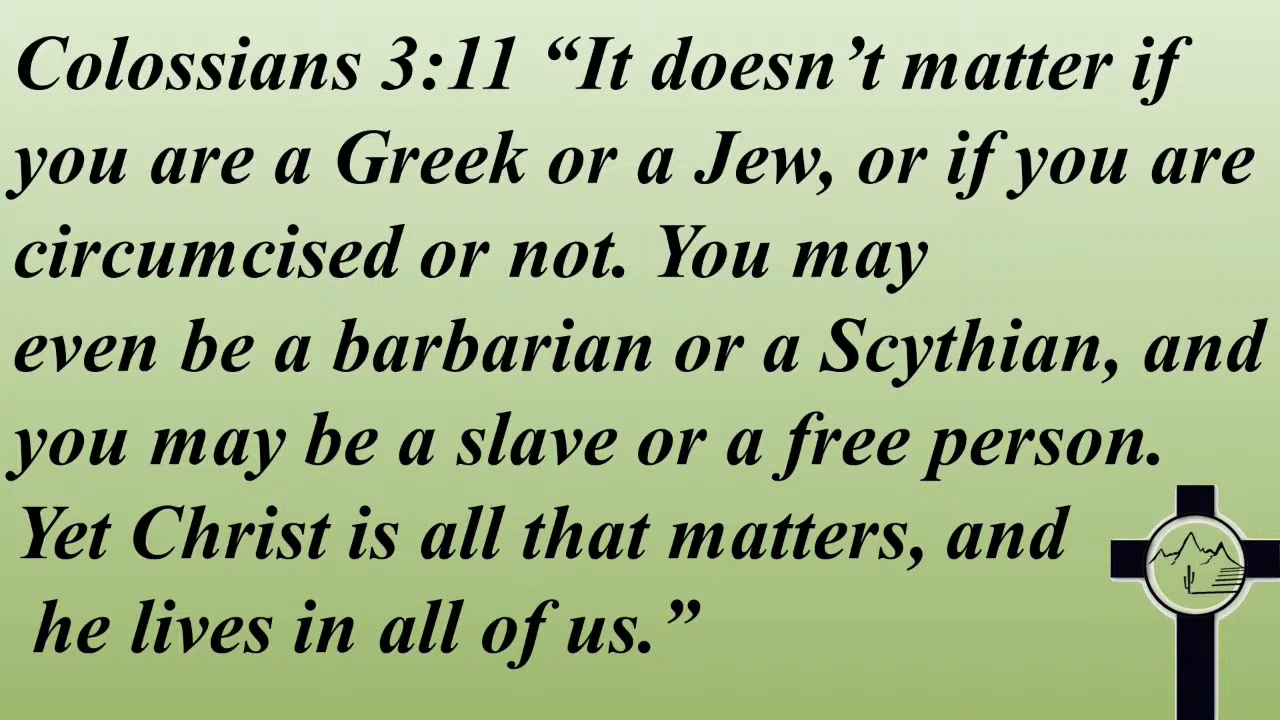 Colossians 3:11 “It doesn’t matter if
you are a Greek or a Jew, or if you are
circumcised or not. You may
even be a barbarian or a Scythian, and
you may be a slave or a free person.
Yet Christ is all that matters, and
he lives in all of us.”